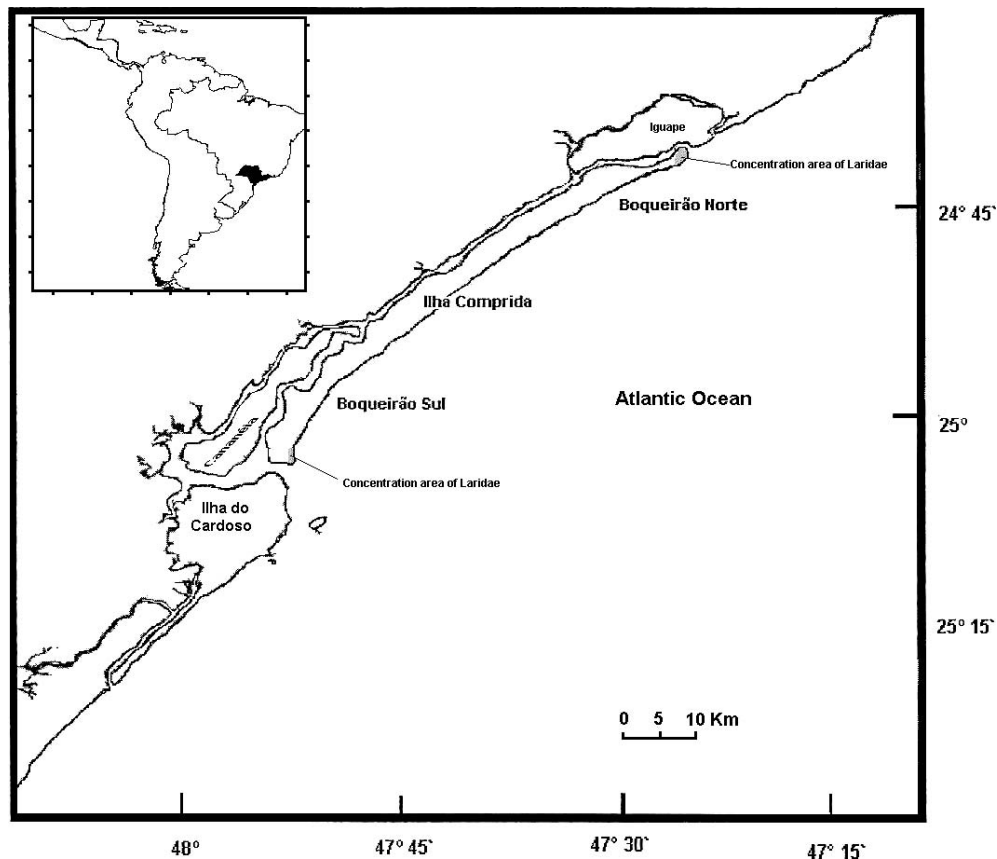 Iguape
Concentration area of Laridae
Boqueirão Norte
24° 45`
Ilha Comprida
Boqueirão Sul
Atlantic Ocean
25°
Concentration area of Laridae
Ilha do
Cardoso
25° 15`
0 5 10 Km
48° 47° 45` 47° 30` 47° 15`